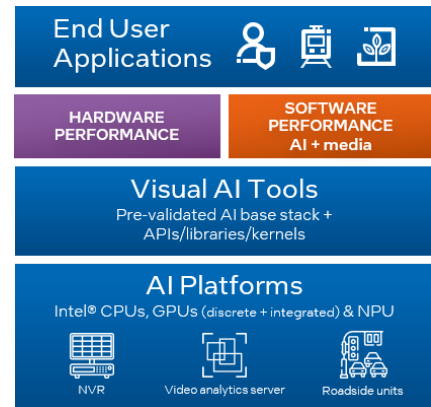 End User
Applications
HARDWARE
PERFORMANCE
SOFTWARE
PERFORMANCE
AI + media
Visual AI Tools
Pre-validated AI base stack +
APIs/libraries/kernels
AI Platforms
Intel® CPUs, GPUs (discrete + integrated) & NPU
NVR
Video analytics server
Roadside units